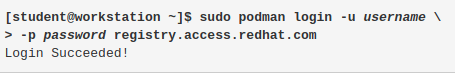 [student@workstation ~]$ sudo podman login -u username \
> -p password registry.access.redhat.com
Login Succeeded!